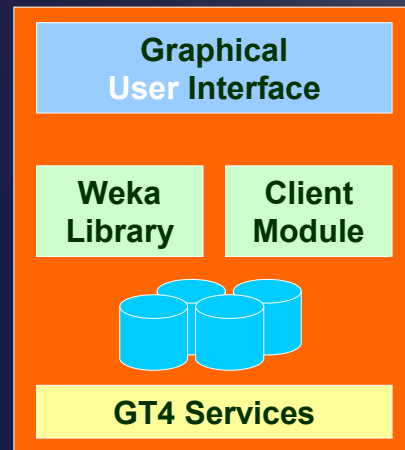 Graphical
User Interface
Weka
Library
Client
Module
GT4 Services